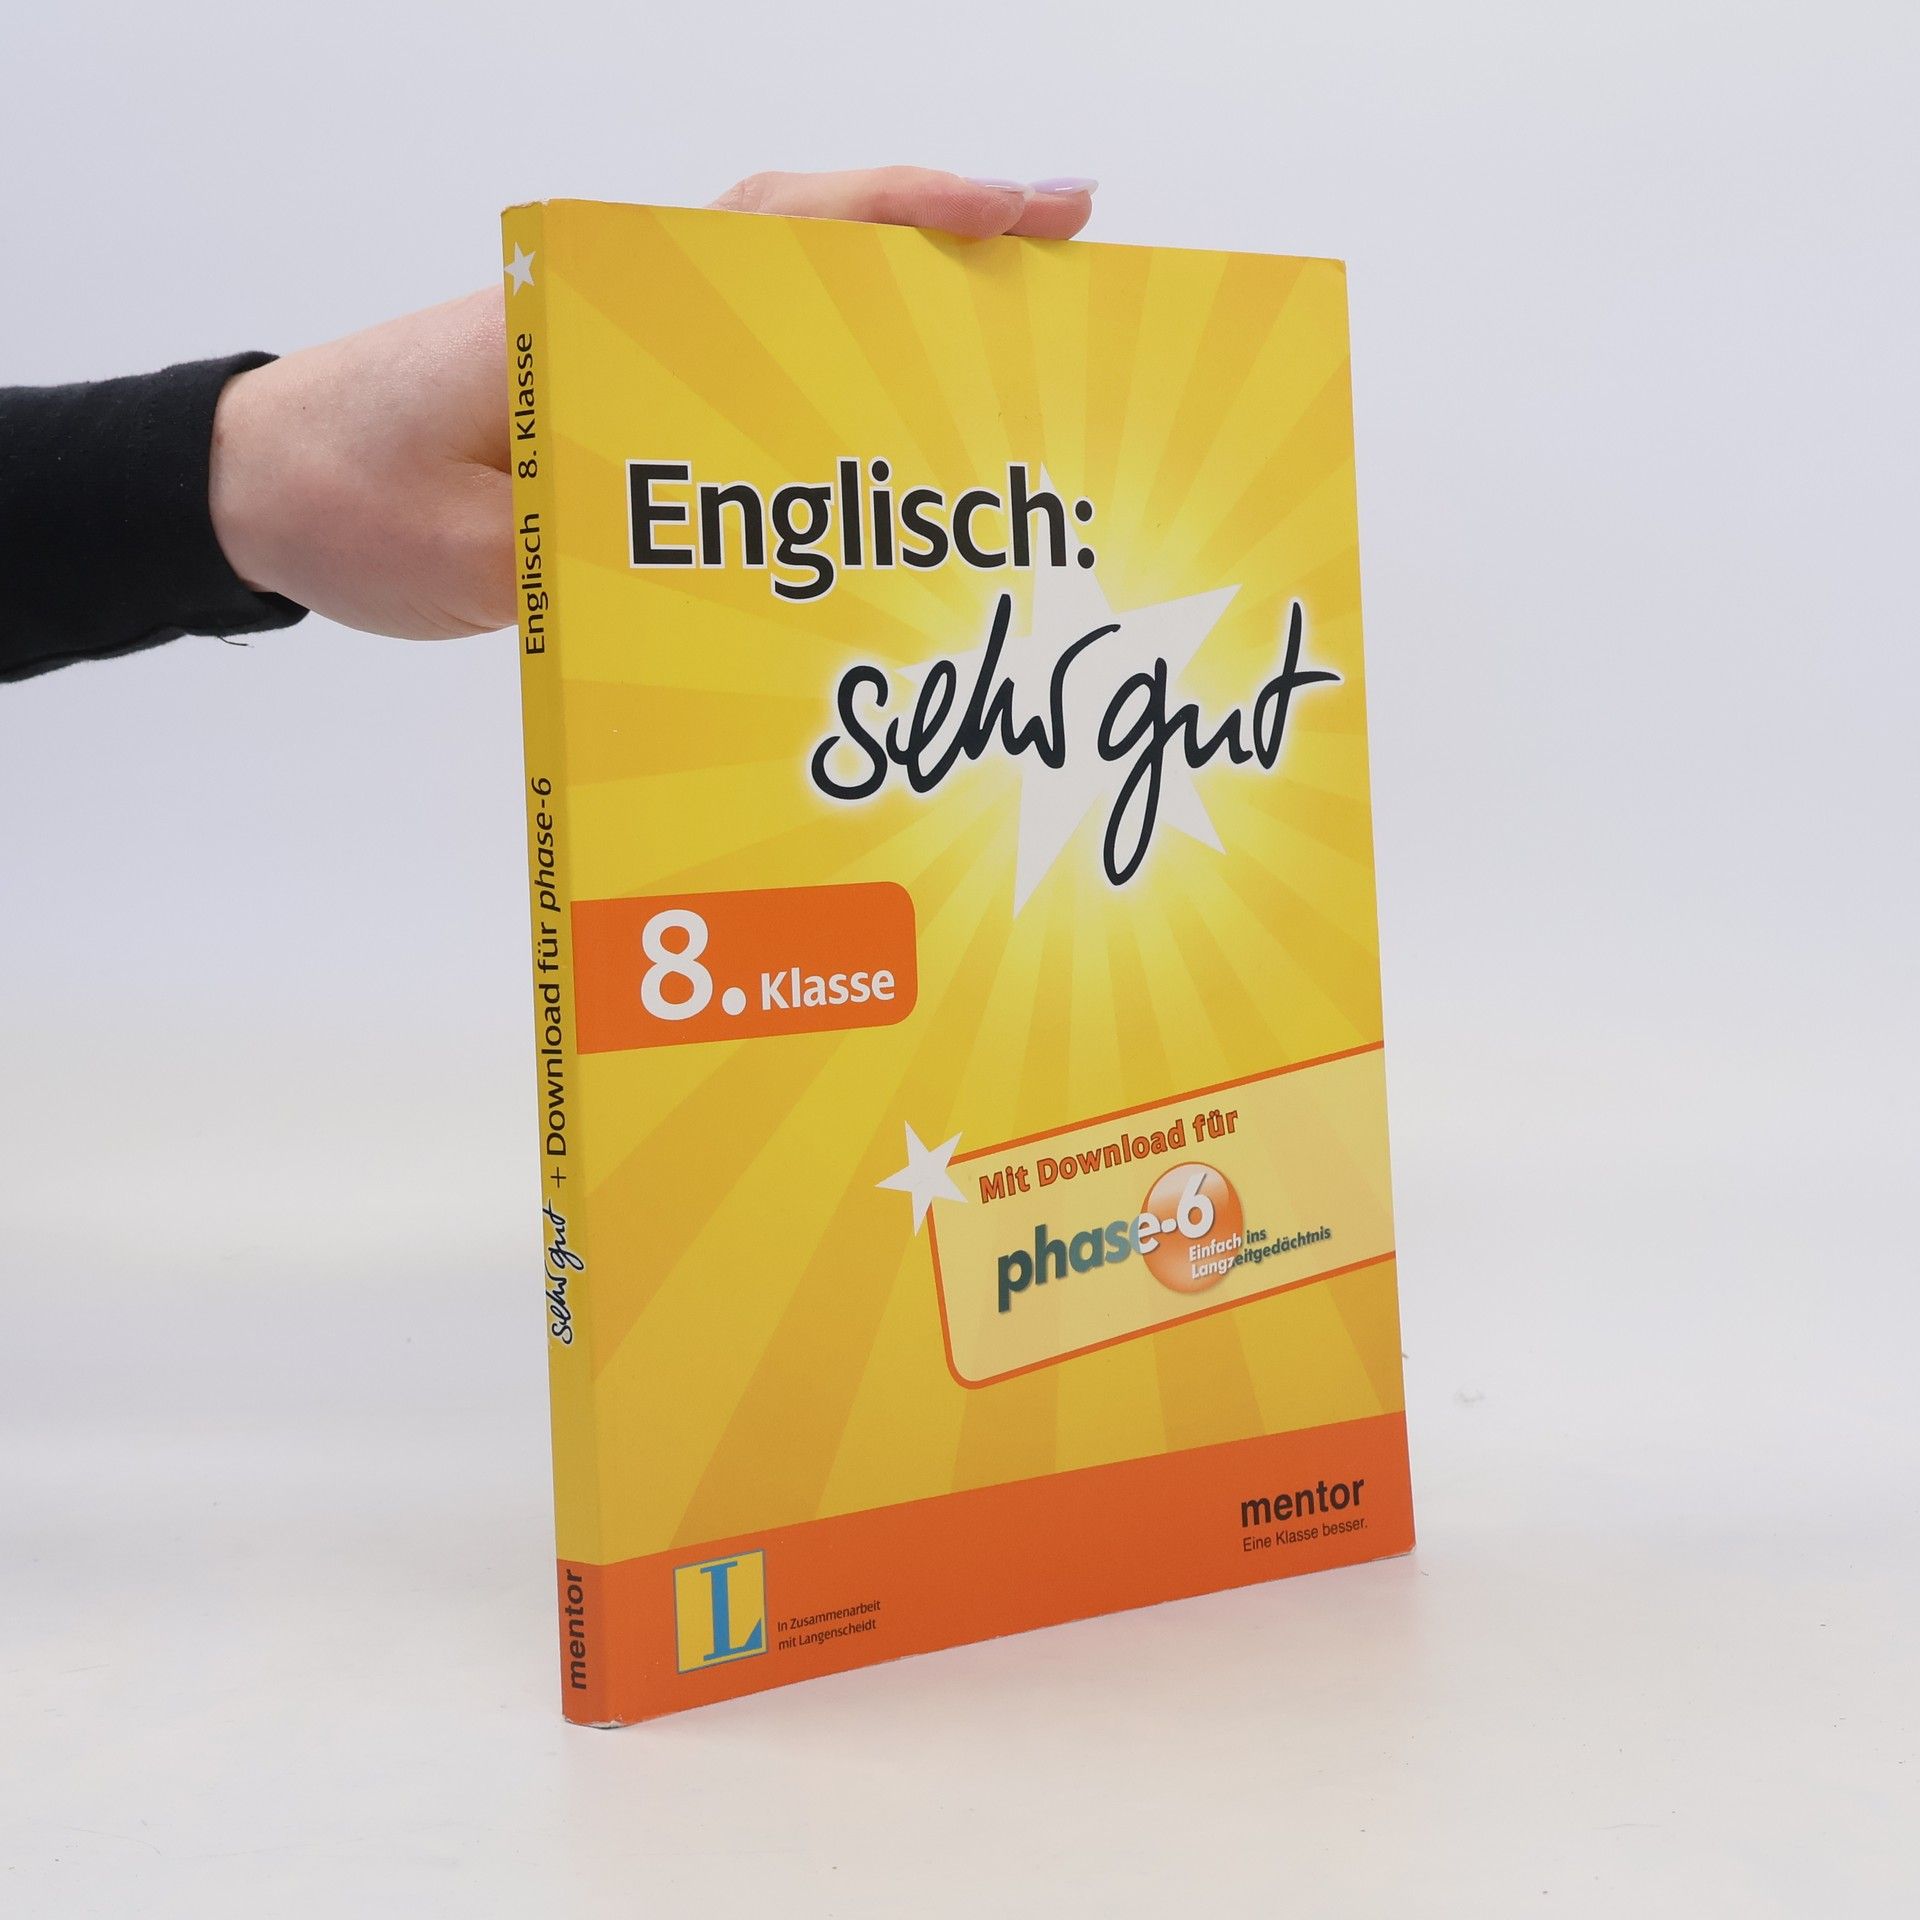 Englisch:
sehr gut
8. Klasse
Mit Download für
phase-6
Einfach ins
Langzeitgedächtnis
mentor
Eine Klasse besser.
L
In Zusammenarbeit
mit Langenscheidt
mentor sehr gut + Download für phase-6 Englisch 8. Klasse